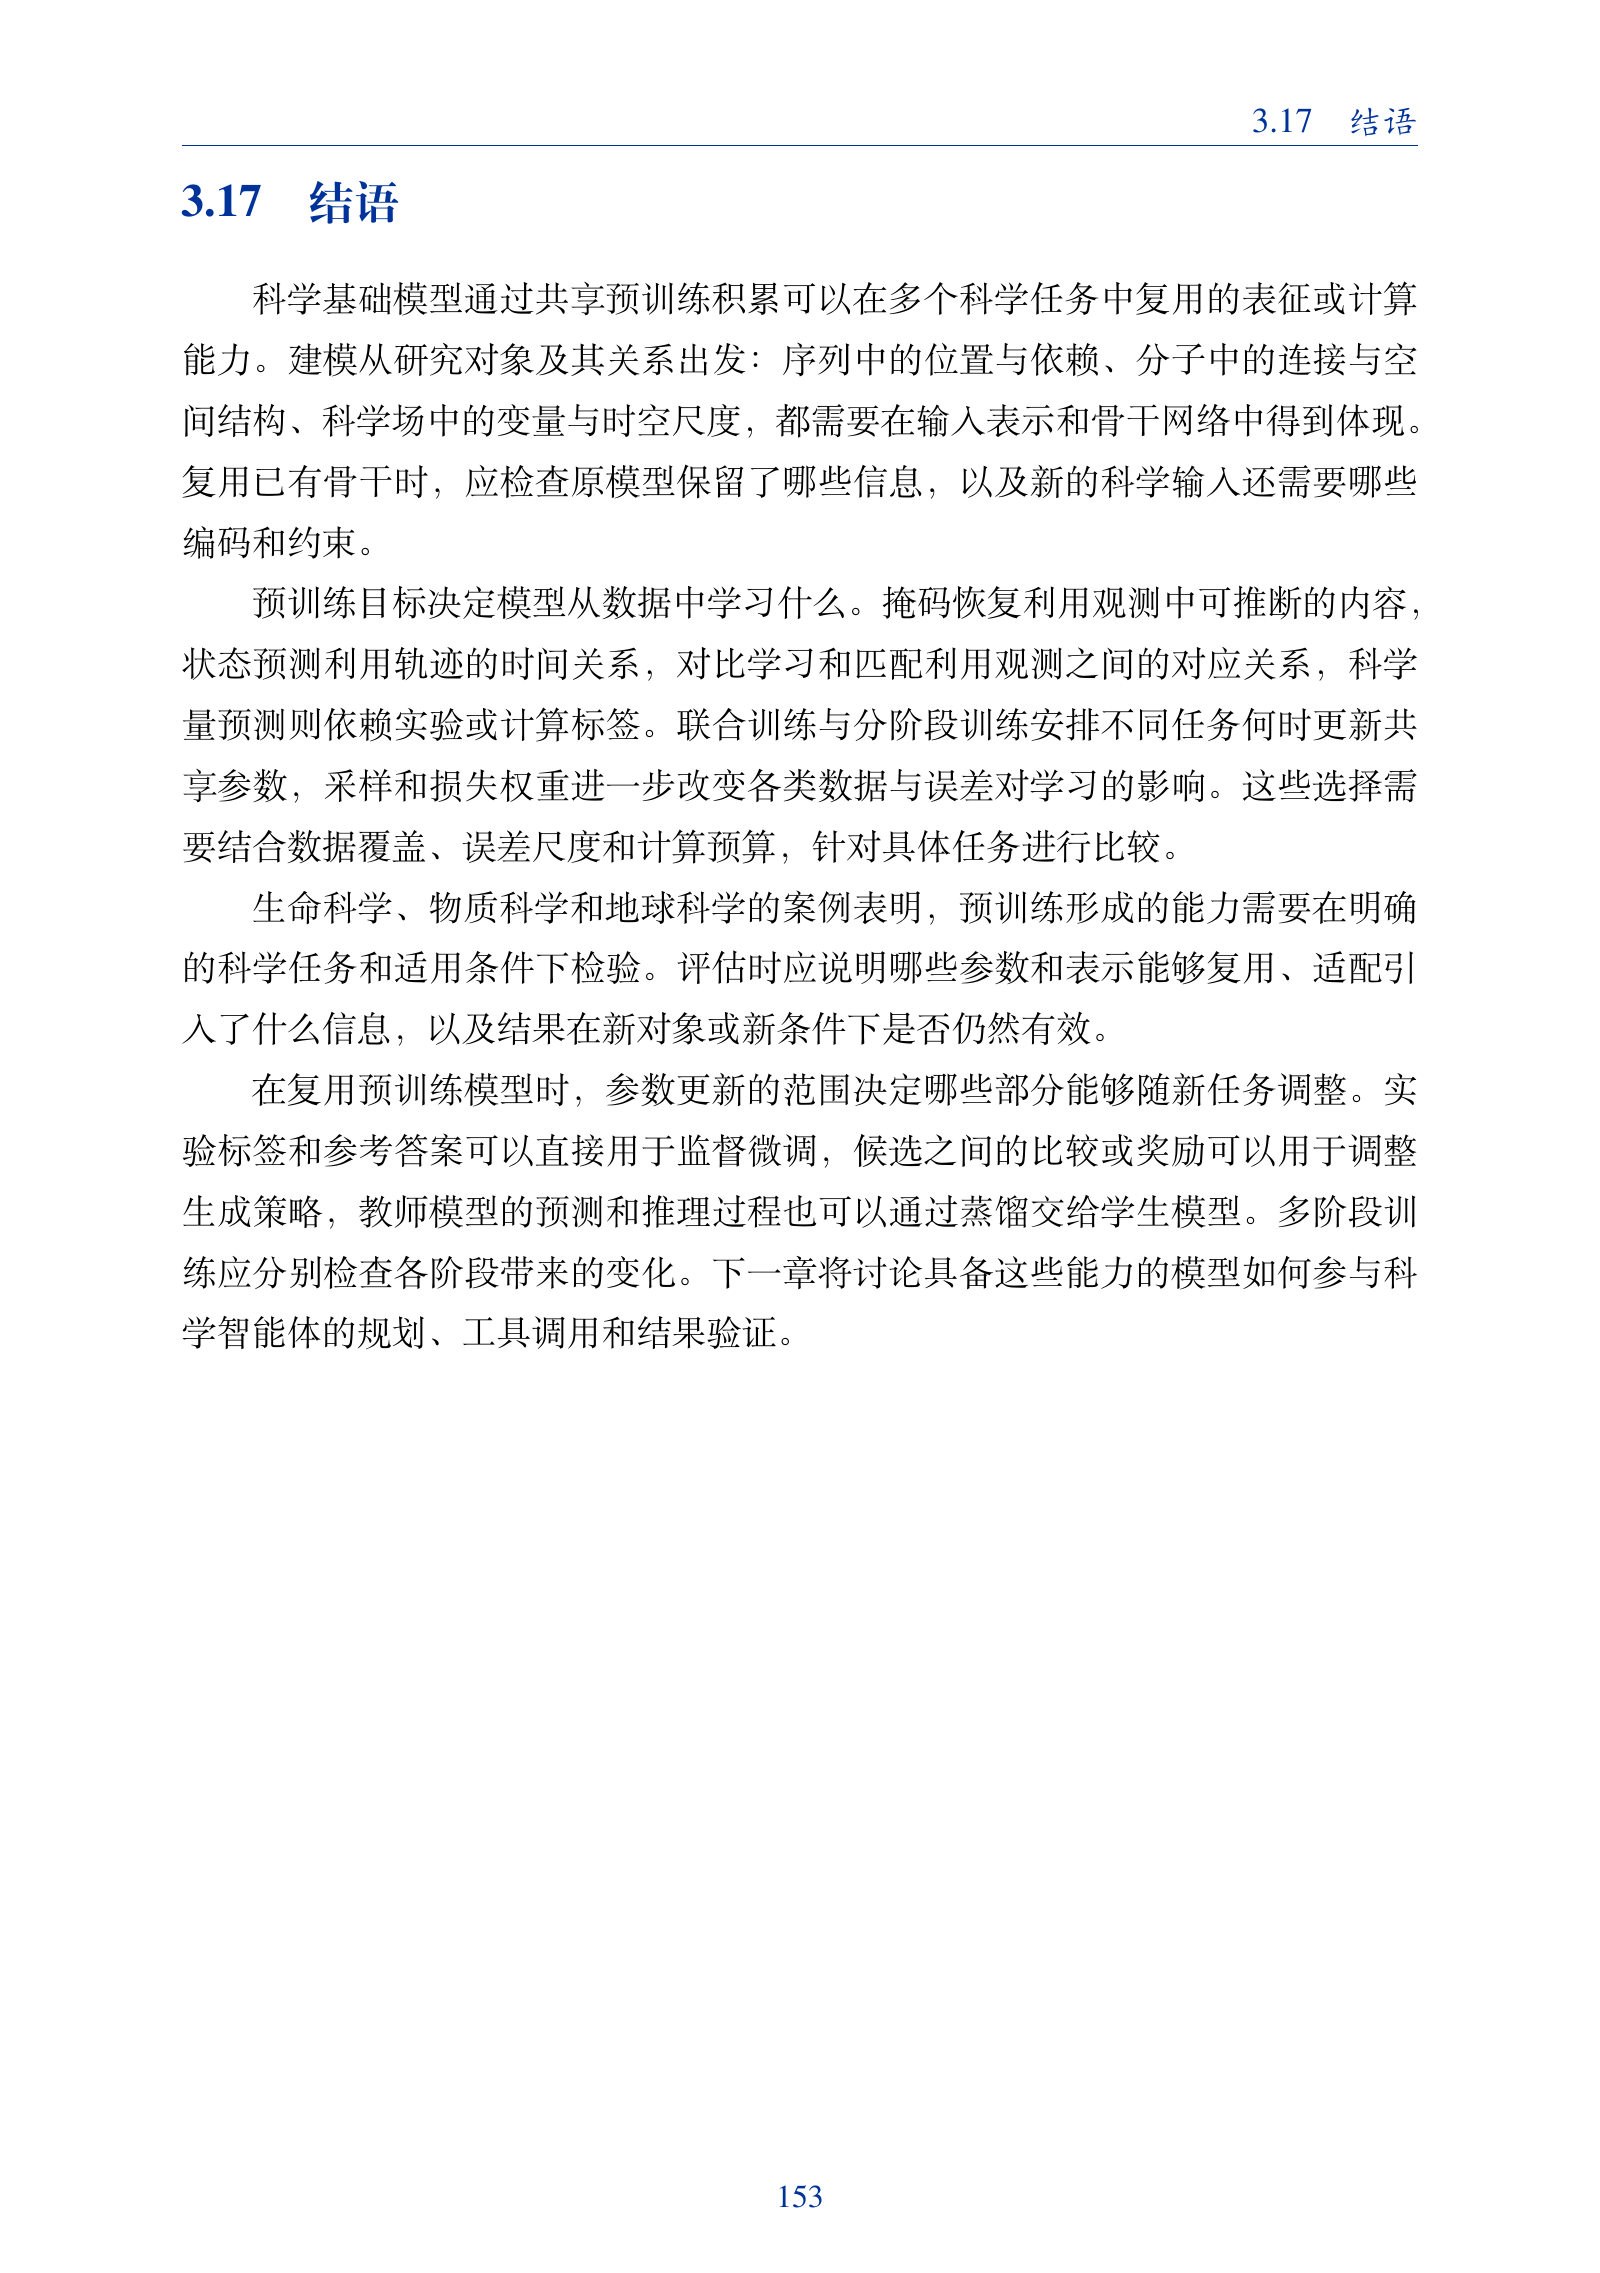 3.17 结语
3.17 结语
科学基础模型通过共享预训练积累可以在多个科学任务中复用的表征或计算
能力。建模从研究对象及其关系出发：序列中的位置与依赖、分子中的连接与空
间结构、科学场中的变量与时空尺度，都需要在输入表示和骨干网络中得到体现。
复用已有骨干时，应检查原模型保留了哪些信息，以及新的科学输入还需要哪些
编码和约束。
预训练目标决定模型从数据中学习什么。掩码恢复利用观测中可推断的内容，
状态预测利用轨迹的时间关系，对比学习和匹配利用观测之间的对应关系，科学
量预测则依赖实验或计算标签。联合训练与分阶段训练安排不同任务何时更新共
享参数，采样和损失权重进一步改变各类数据与误差对学习的影响。这些选择需
要结合数据覆盖、误差尺度和计算预算，针对具体任务进行比较。
生命科学、物质科学和地球科学的案例表明，预训练形成的能力需要在明确
的科学任务和适用条件下检验。评估时应说明哪些参数和表示能够复用、适配引
入了什么信息，以及结果在新对象或新条件下是否仍然有效。
在复用预训练模型时，参数更新的范围决定哪些部分能够随新任务调整。实
验标签和参考答案可以直接用于监督微调，候选之间的比较或奖励可以用于调整
生成策略，教师模型的预测和推理过程也可以通过蒸馏交给学生模型。多阶段训
练应分别检查各阶段带来的变化。下一章将讨论具备这些能力的模型如何参与科
学智能体的规划、工具调用和结果验证。
153